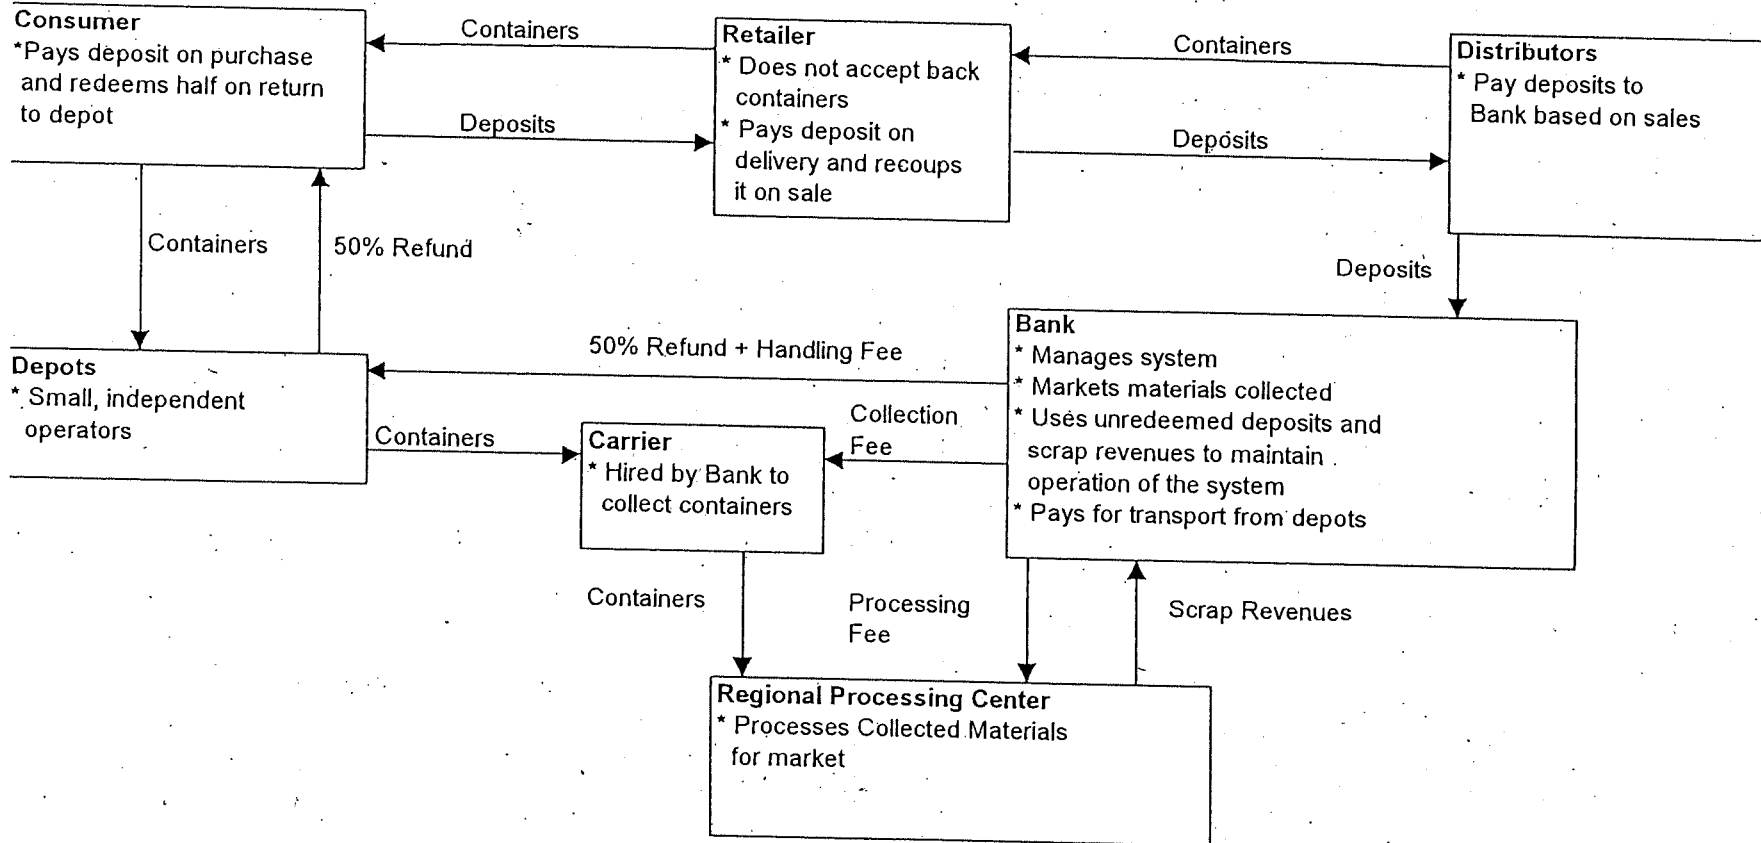 Consumer
*Pays deposit on purchase
and redeems half on return
to depot
Containers
Deposits
Retailer
* Does not accept back
containers
* Pays deposit on
delivery and recoups
it on sale
Containers
Deposits
Distributors
* Pay deposits to
Bank based on sales
Containers
50% Refund
Deposits
Depots
* Small, independent
operators
50% Refund + Handling Fee
Containers
Carrier
* Hired by Bank to
collect containers
Collection
Fee
Bank
* Manages system
* Markets materials collected
* Uses unredeemed deposits and
scrap revenues to maintain
operation of the system
* Pays for transport from depots
Containers
Processing
Fee
Scrap Revenues
Regional Processing Center
* Processes Collected Materials
for market